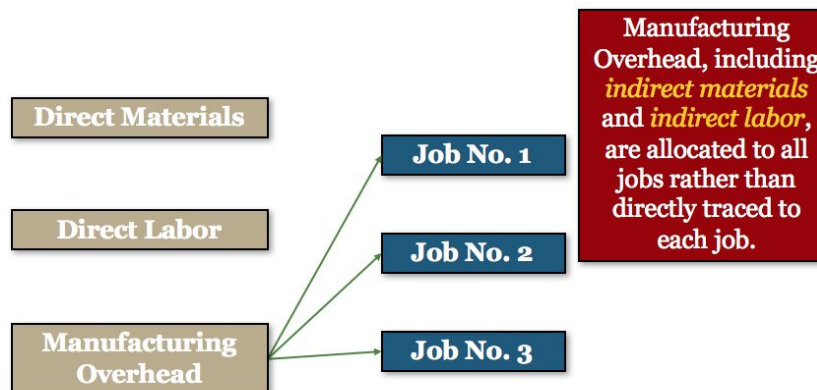 Direct Materials
Direct Labor
Manufacturing
Overhead
Job No. 1
Job No. 2
Job No. 3
Manufacturing
Overhead, including
indirect materials
and indirect labor,
are allocated to all
jobs rather than
directly traced to
each job.